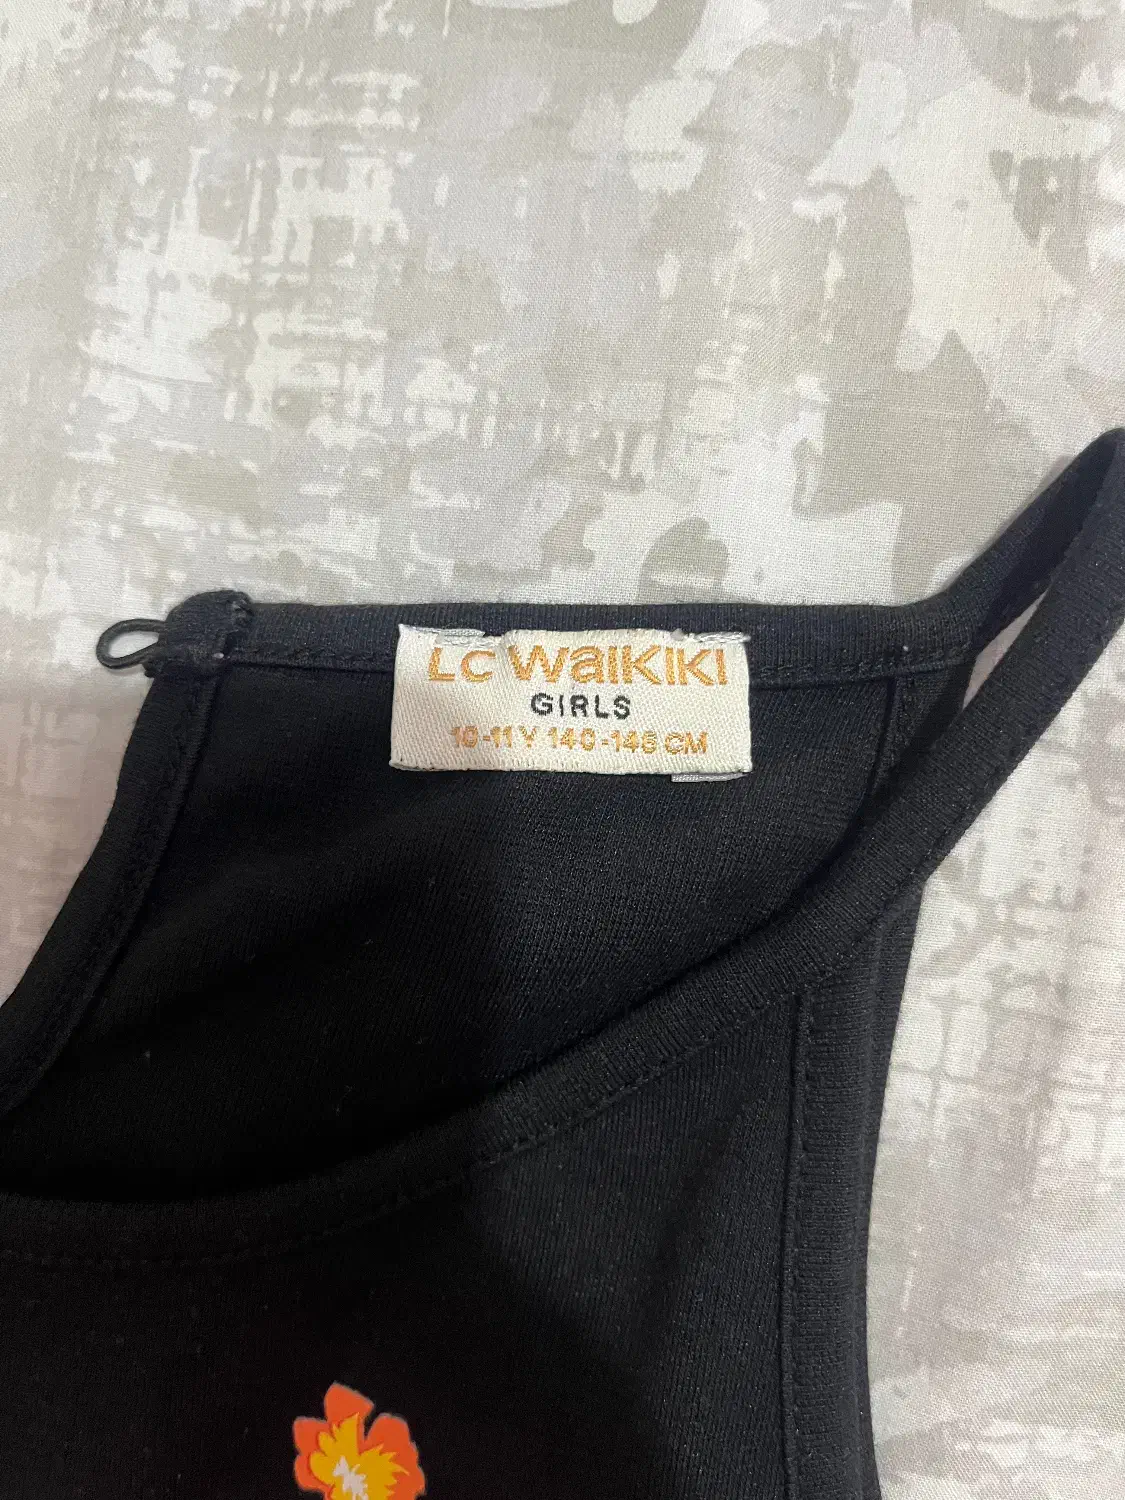 LC WAIKIKI
GIRLS
10-11 Y 140-146 CM